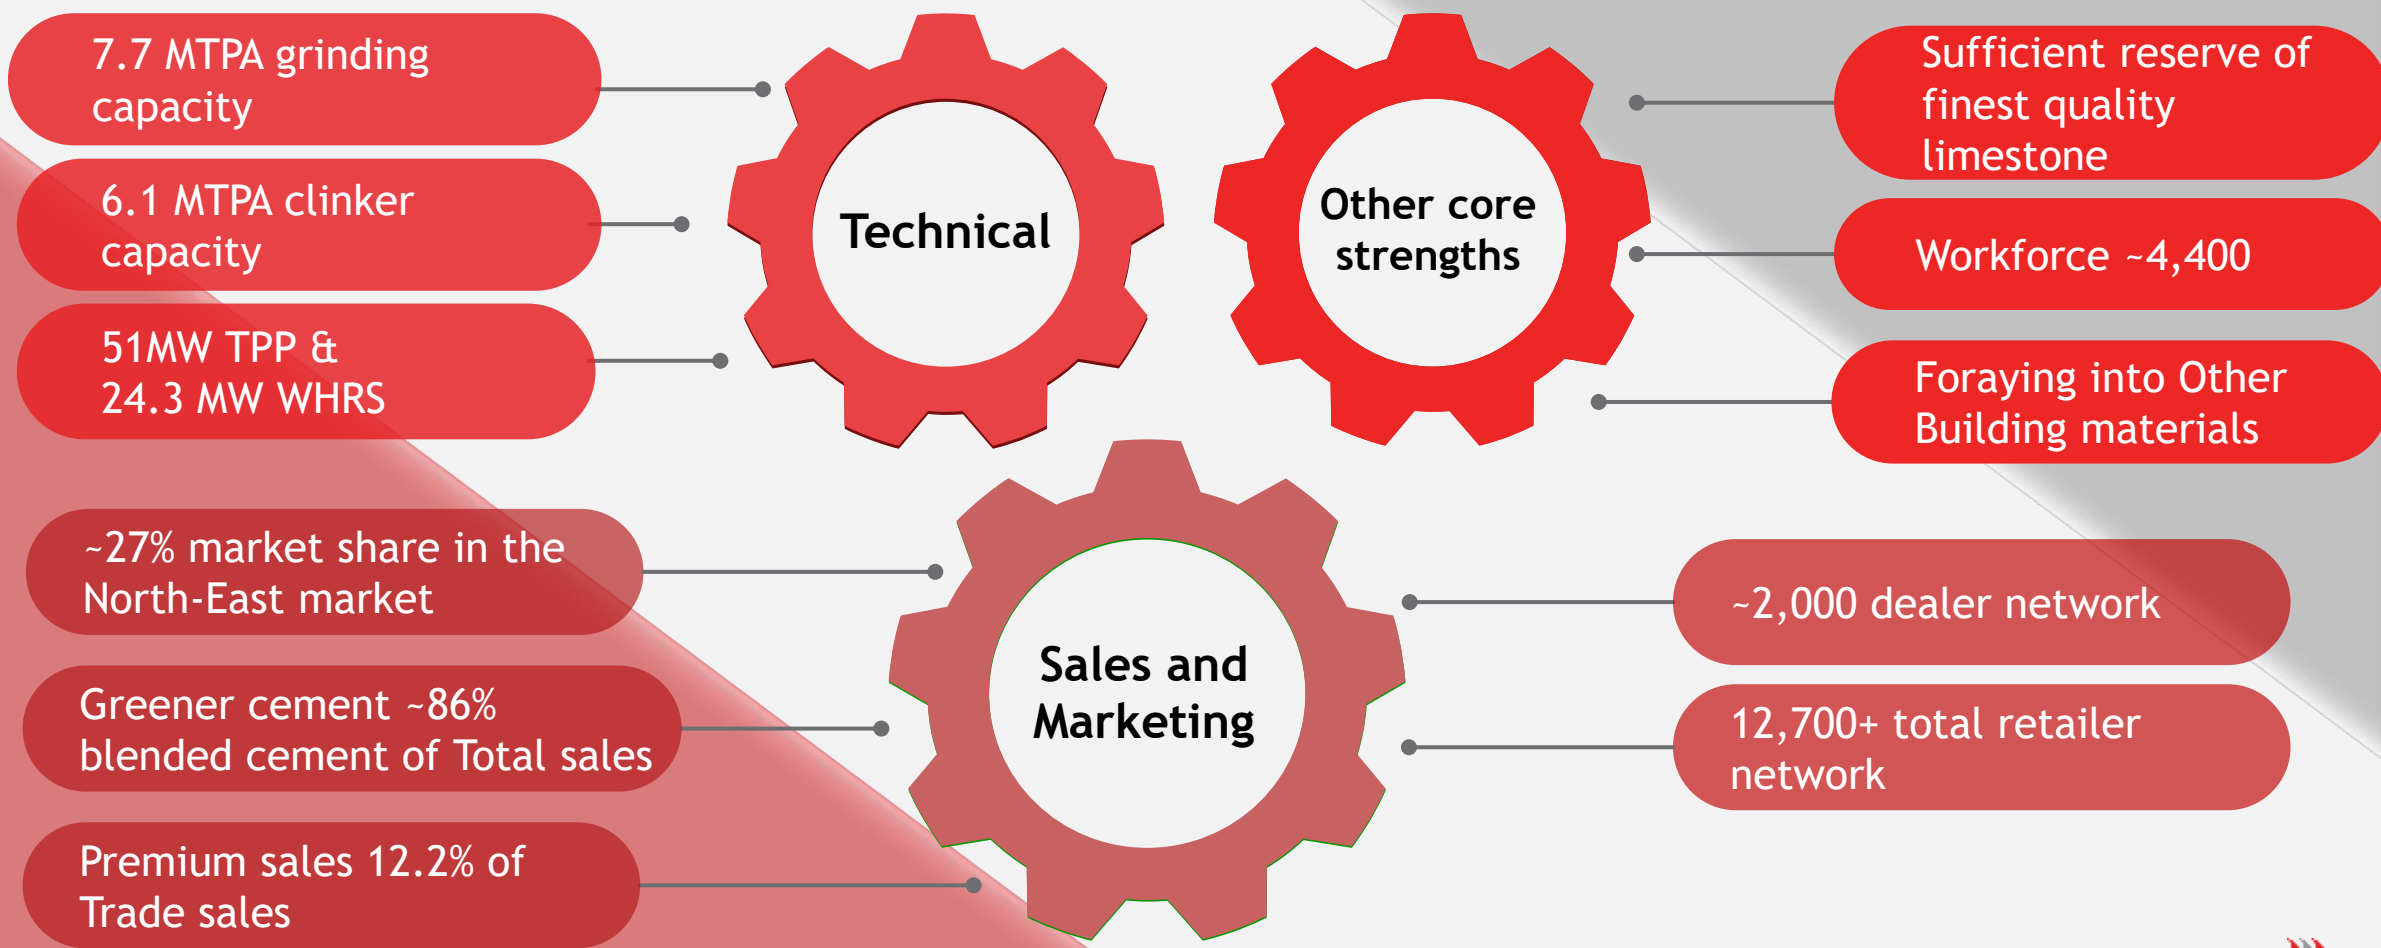 7.7 MTPA grinding
capacity
6.1 MTPA clinker
capacity
51MW TPP &
24.3 MW WHRS
Technical
Other core
strengths
Sufficient reserve of
finest quality
limestone
Workforce ~4,400
Foraying into Other
Building materials
~27% market share in the
North-East market
Greener cement ~86%
blended cement of Total sales
Premium sales 12.2% of
Trade sales
Sales and
Marketing
~2,000 dealer network
12,700+ total retailer
network